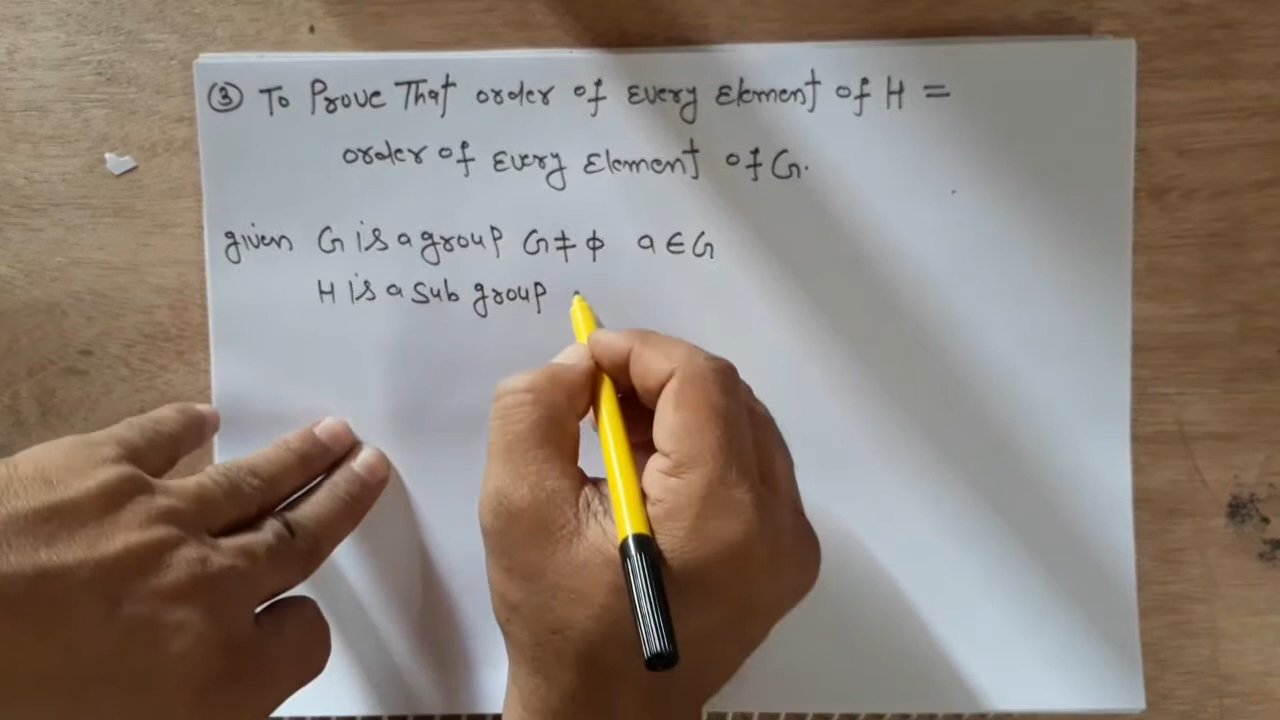 ③ To Prove That order of Every Element of H =
order of Every Element of G.
given G is a group G ≠ ϕ a ∈ G
H is a sub group